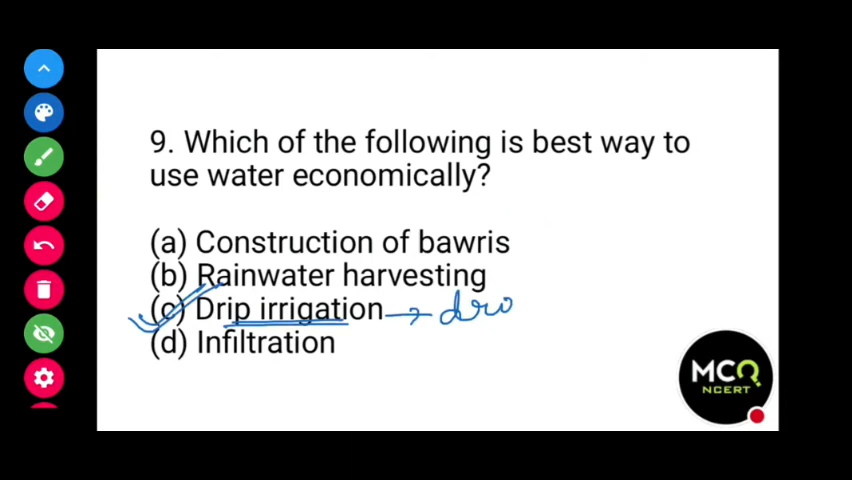 9. Which of the following is best way to
use water economically?
(a) Construction of bawris
(b) Rainwater harvesting
(c) Drip irrigation → dro
(d) Infiltration
MCQ
NCERT